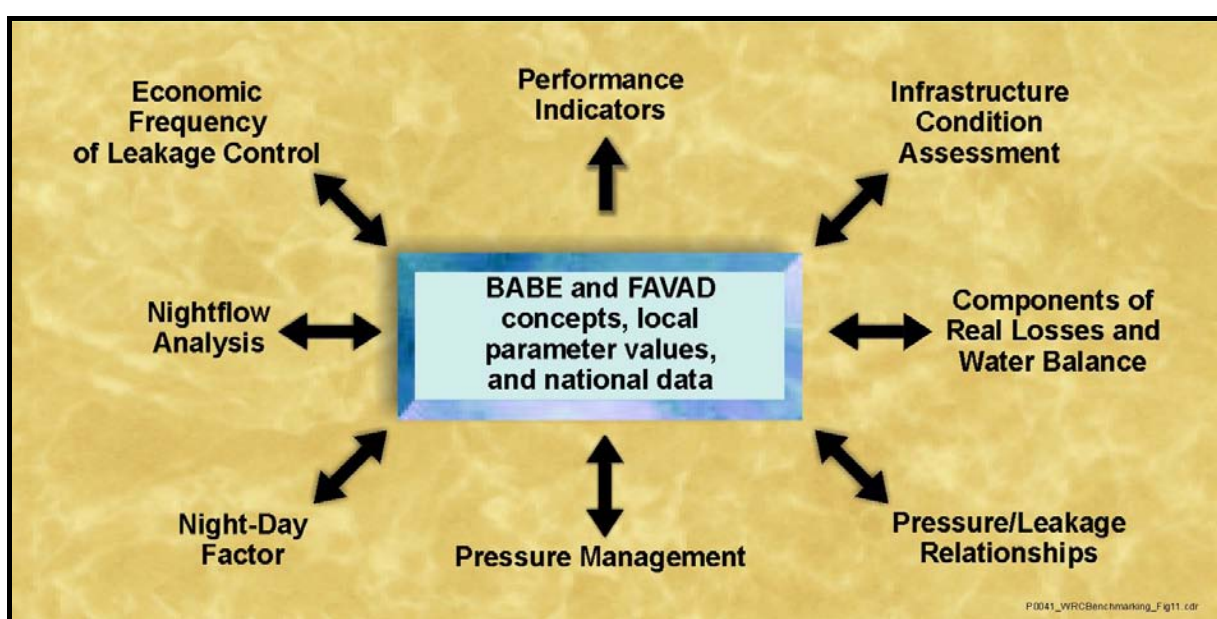 Economic
Frequency
of Leakage Control
Performance
Indicators
Infrastructure
Condition
Assessment
Nightflow
Analysis
BABE and FAVAD
concepts, local
parameter values,
and national data
Components of
Real Losses and
Water Balance
Night-Day
Factor
Pressure Management
Pressure/Leakage
Relationships
P0041_WRCBenchmarking_Fig11.cdr